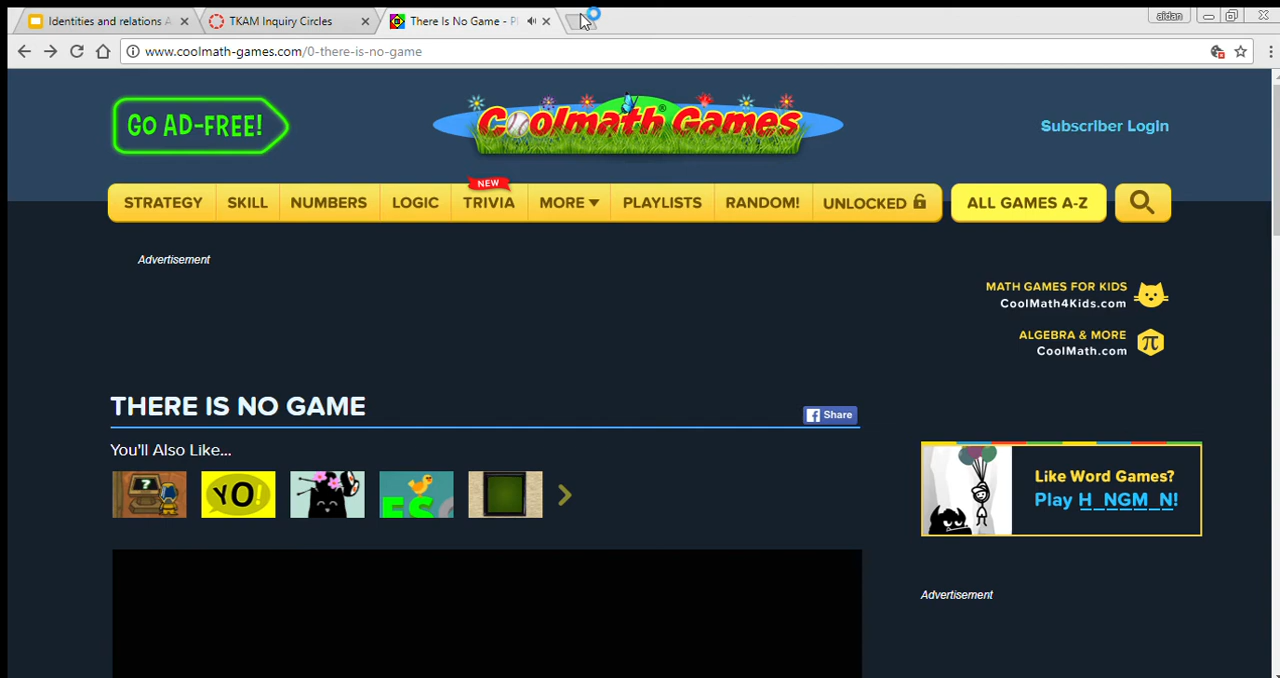 Identities and relations A
TKAM Inquiry Circles
There Is No Game - Pl
aidan
www.coolmath-games.com/0-there-is-no-game
GO AD-FREE!
Coolmath Games
Subscriber Login
NEW
STRATEGY SKILL NUMBERS LOGIC TRIVIA MORE PLAYLISTS RANDOM! UNLOCKED ALL GAMES A-Z
Advertisement
MATH GAMES FOR KIDS
CoolMath4Kids.com
ALGEBRA & MORE
CoolMath.com
π
THERE IS NO GAME
Share
You'll Also Like...
?
YO!
ES
Like Word Games?
Play H_NGM_N!
Advertisement